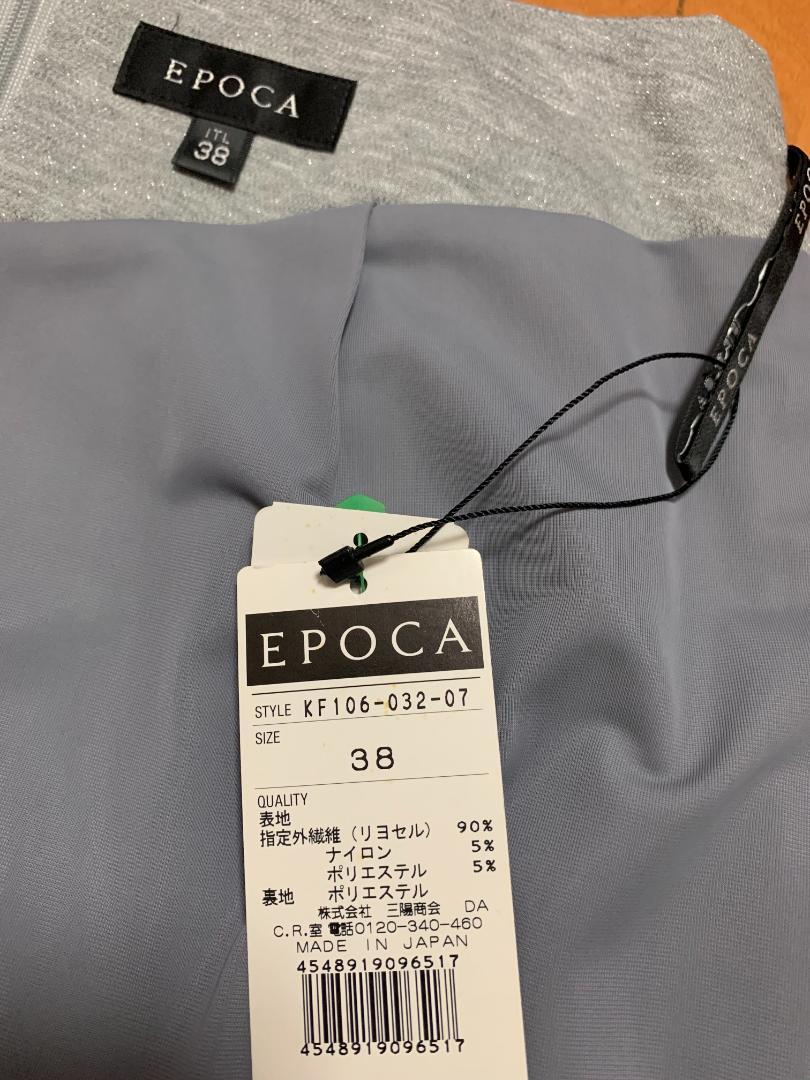 EPOCA
ITL
38
EPOCA
EPOCA
STYLE KF106-032-07
SIZE
38
QUALITY
表地
指定外繊維（リヨセル） 90%
ナイロン 5%
ポリエステル 5%
裏地 ポリエステル
株式会社 三陽商会 DA
C.R.室 電話0120-340-460
MADE IN JAPAN
4548919096517
4548919096517